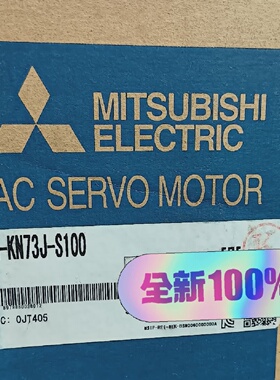 MITSUBISHI
ELECTRIC
AC SERVO MOTOR
-KN73J-S100
全新100%
C: 0JT405